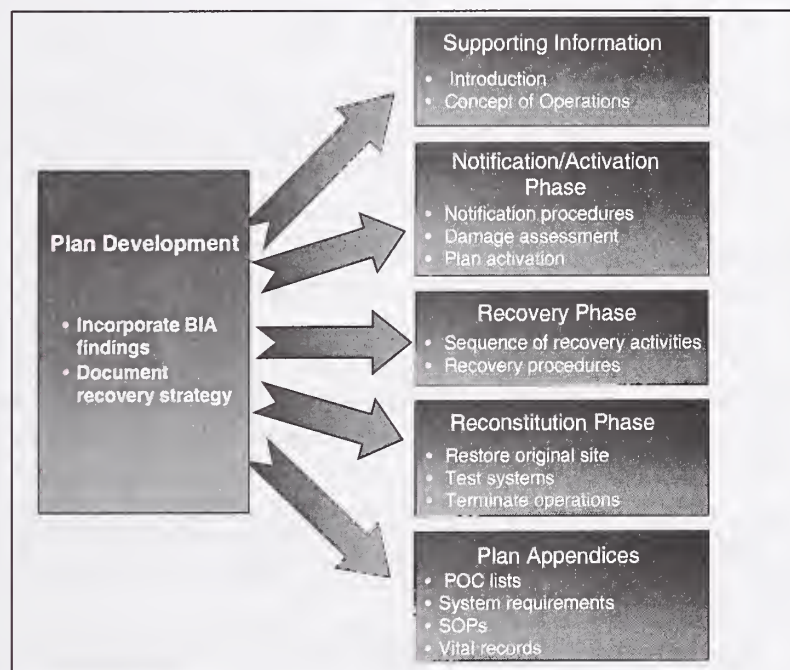 Plan Development
• Incorporate BIA
findings
• Document
recovery strategy
Supporting Information
• Introduction
• Concept of Operations
Notification/Activation
Phase
• Notification procedures
• Damage assessment
• Plan activation
Recovery Phase
• Sequence of recovery activities
• Recovery procedures
Reconstitution Phase
• Restore original site
• Test systems
• Terminate operations
Plan Appendices
• POC lists
• System requirements
• SOPs
• Vital records